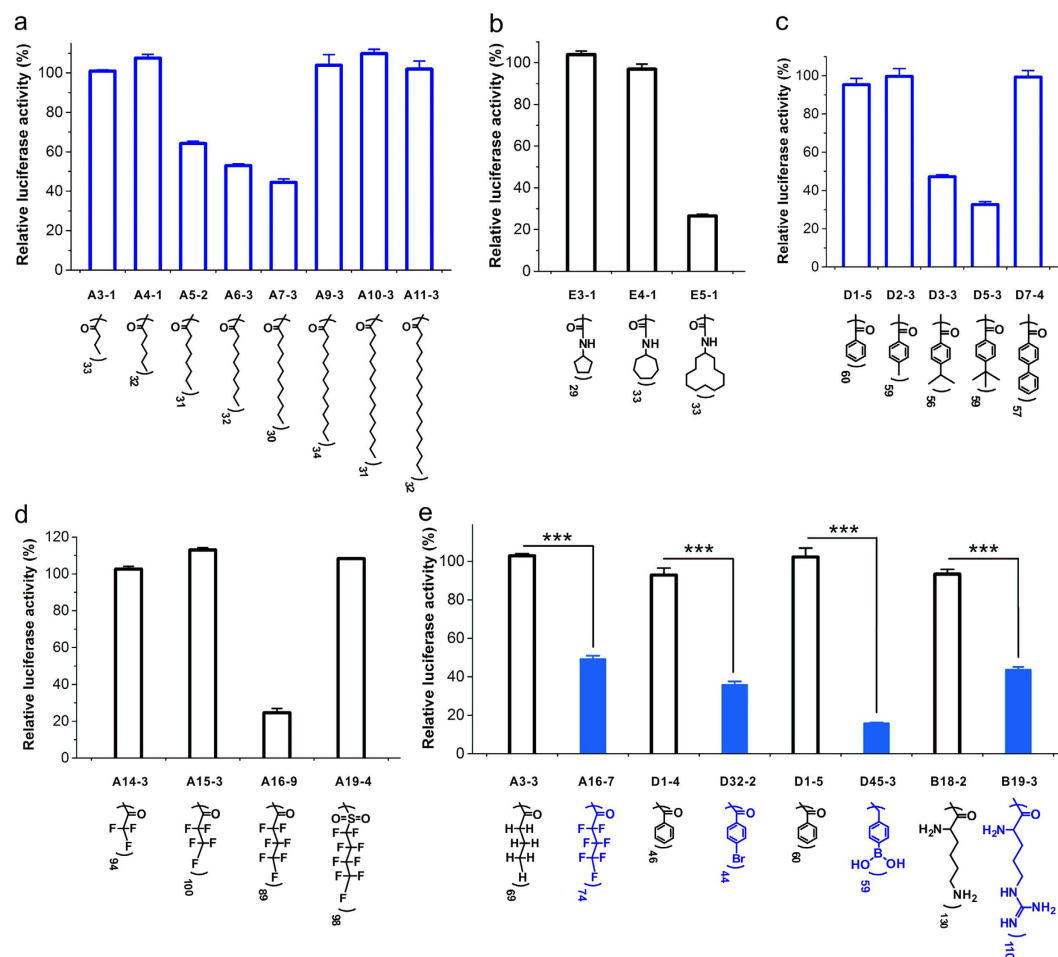 a
Relative luciferase activity (%)
100
80
60
40
20
0
A3-1 A4-1 A5-2 A6-3 A7-3 A9-3 A10-3 A11-3
O O O O O O O O
33 32 31 32 30 34 31 32
b
Relative luciferase activity (%)
100
80
60
40
20
0
E3-1 E4-1 E5-1
O O O
NH NH NH
29 33 33
c
Relative luciferase activity (%)
100
80
60
40
20
0
D1-5 D2-3 D3-3 D5-3 D7-4
O O O O O
60 59 56 59 57
d
Relative luciferase activity (%)
120
100
80
60
40
20
0
A14-3 A15-3 A16-9 A19-4
O O O O=S=O
F F F F F F F F F F F F F F F F F F F F F
94 100 89 98
e
Relative luciferase activity (%)
100
80
60
40
20
0
*** *** *** ***
A3-3 A16-7 D1-4 D32-2 D1-5 D45-3 B18-2 B19-3
O O O O O O O
H H H H H H H
F F F F F F F
Br
HO B OH
H2N NH2
H2N HN NH2 HN
69 74 46 44 60 59 130 110